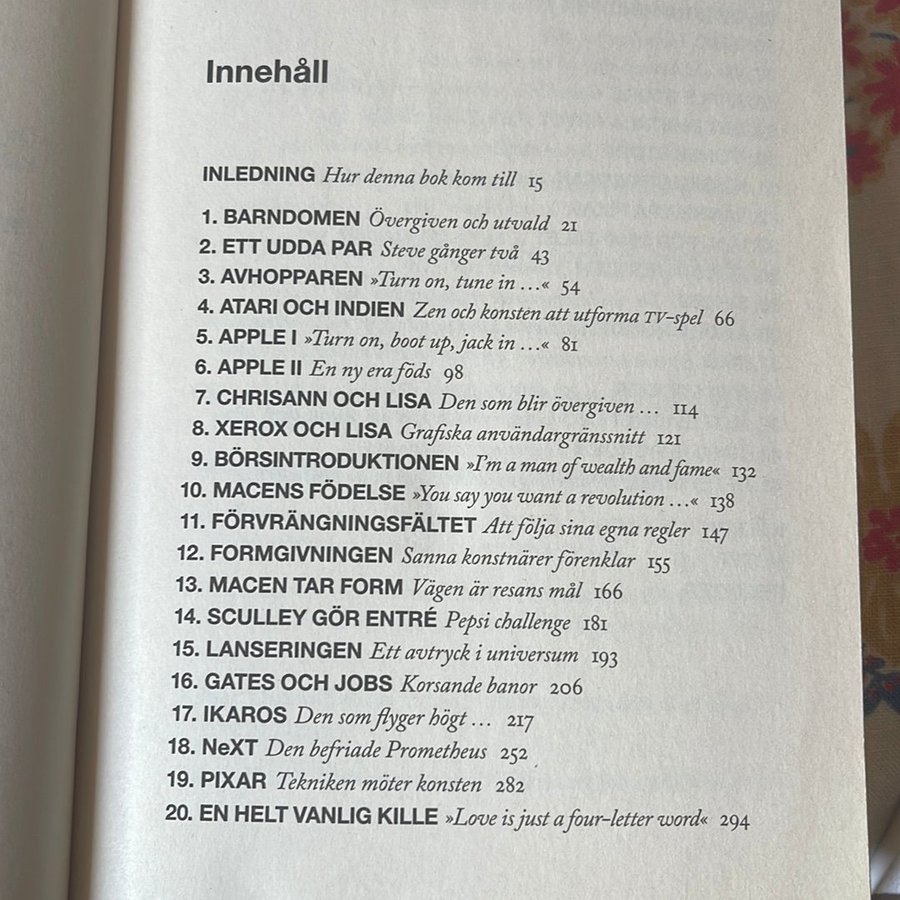 Innehåll
INLEDNING Hur denna bok kom till 15
1. BARNDOMEN Övergiven och utvald 21
2. ETT UDDA PAR Steve gånger två 43
3. AVHOPPAREN »Turn on, tune in …« 54
4. ATARI OCH INDIEN Zen och konsten att utforma TV-spel 66
5. APPLE I »Turn on, boot up, jack in …« 81
6. APPLE II En ny era föds 98
7. CHRISANN OCH LISA Den som blir övergiven … 114
8. XEROX OCH LISA Grafiska användargränssnitt 121
9. BÖRSINTRODUKTIONEN »I'm a man of wealth and fame« 132
10. MACENS FÖDELSE »You say you want a revolution …« 138
11. FÖRVRÄNGNINGSFÄLTET Att följa sina egna regler 147
12. FORMGIVNINGEN Sanna konstnärer förenklar 155
13. MACEN TAR FORM Vägen är resans mål 166
14. SCULLEY GÖR ENTRÉ Pepsi challenge 181
15. LANSERINGEN Ett avtryck i universum 193
16. GATES OCH JOBS Korsande banor 206
17. IKAROS Den som flyger högt … 217
18. NeXT Den befriade Prometheus 252
19. PIXAR Tekniken möter konsten 282
20. EN HELT VANLIG KILLE »Love is just a four-letter word« 294